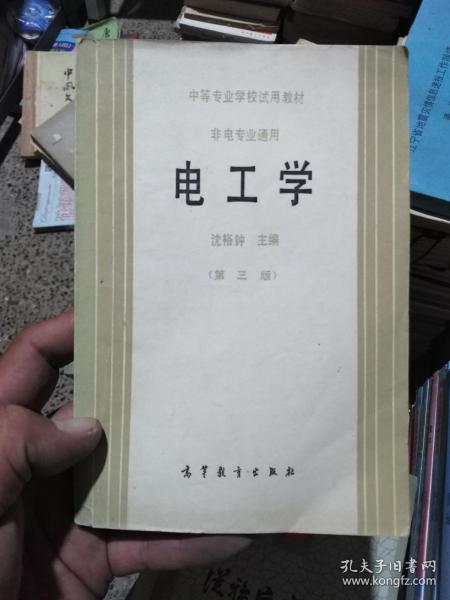 中等专业学校试用教材
非电专业通用
电工学
沈裕钟 主编
(第三版)
高等教育出版社
孔夫子旧书网
www.kongfz.com